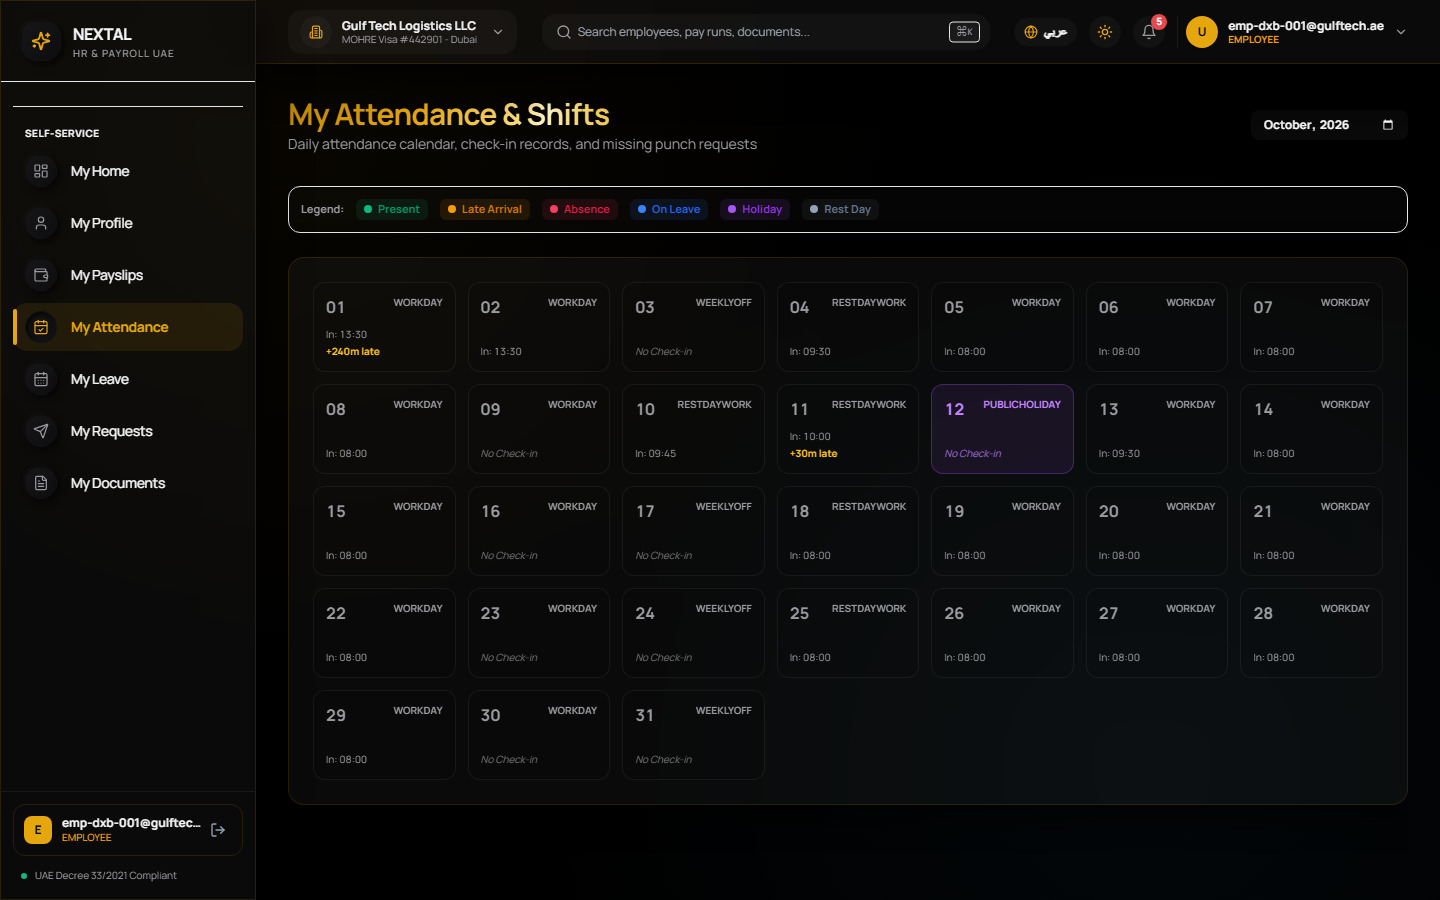 NEXTAL
HR & PAYROLL UAE
SELF-SERVICE
My Home
My Profile
My Payslips
My Attendance
My Leave
My Requests
My Documents
E
emp-dxb-001@gulftec...
EMPLOYEE
UAE Decree 33/2021 Compliant
Gulf Tech Logistics LLC
MOHRE Visa #442901 - Dubai
Search employees, pay runs, documents...
⌘K
عربي
5
U
emp-dxb-001@gulftech.ae
EMPLOYEE
My Attendance & Shifts
Daily attendance calendar, check-in records, and missing punch requests
October, 2026
Legend: Present Late Arrival Absence On Leave Holiday Rest Day
01 WORKDAY
In: 13:30
+240m late
02 WORKDAY
In: 13:30
03 WEEKLYOFF
No Check-in
04 RESTDAYWORK
In: 09:30
05 WORKDAY
In: 08:00
06 WORKDAY
In: 08:00
07 WORKDAY
In: 08:00
08 WORKDAY
In: 08:00
09 WORKDAY
No Check-in
10 RESTDAYWORK
In: 09:45
11 RESTDAYWORK
In: 10:00
+30m late
12 PUBLICHOLIDAY
No Check-in
13 WORKDAY
In: 09:30
14 WORKDAY
In: 08:00
15 WORKDAY
In: 08:00
16 WORKDAY
No Check-in
17 WEEKLYOFF
No Check-in
18 RESTDAYWORK
In: 08:00
19 WORKDAY
In: 08:00
20 WORKDAY
In: 08:00
21 WORKDAY
In: 08:00
22 WORKDAY
In: 08:00
23 WORKDAY
No Check-in
24 WEEKLYOFF
No Check-in
25 RESTDAYWORK
In: 08:00
26 WORKDAY
In: 08:00
27 WORKDAY
In: 08:00
28 WORKDAY
In: 08:00
29 WORKDAY
In: 08:00
30 WORKDAY
No Check-in
31 WEEKLYOFF
No Check-in